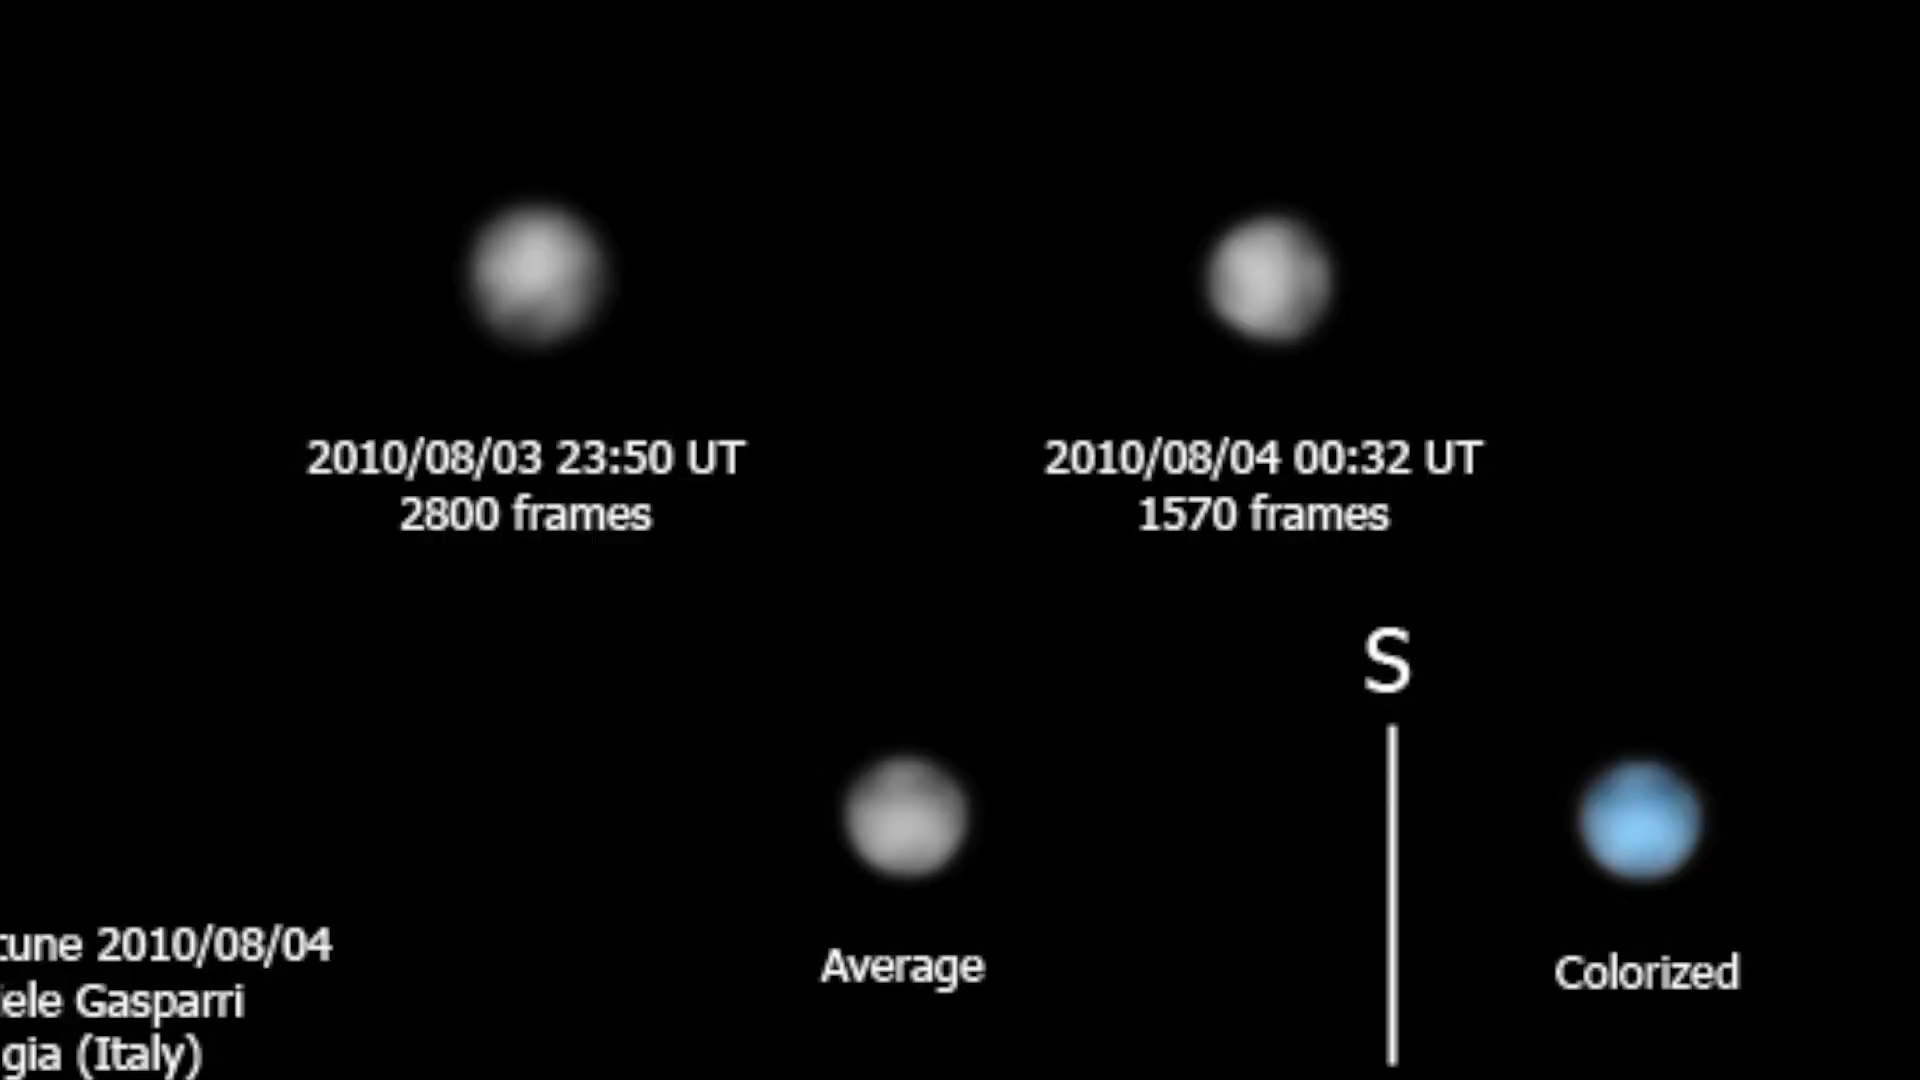 2010/08/03 23:50 UT
2800 frames
2010/08/04 00:32 UT
1570 frames
S
Average
Colorized
tune 2010/08/04
iele Gasparri
gia (Italy)